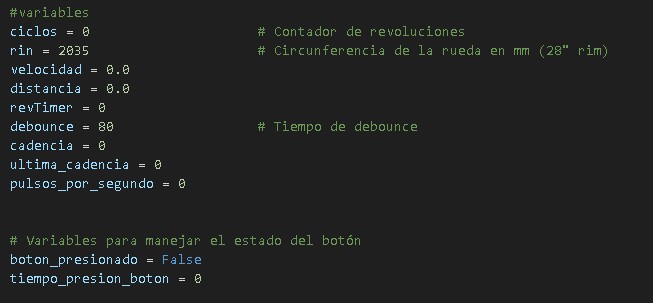 #variables
ciclos = 0 # Contador de revoluciones
rin = 2035 # Circunferencia de la rueda en mm (28" rim)
velocidad = 0.0
distancia = 0.0
revTimer = 0
debounce = 80 # Tiempo de debounce
cadencia = 0
ultima_cadencia = 0
pulsos_por_segundo = 0
# Variables para manejar el estado del botón
boton_presionado = False
tiempo_presion_boton = 0